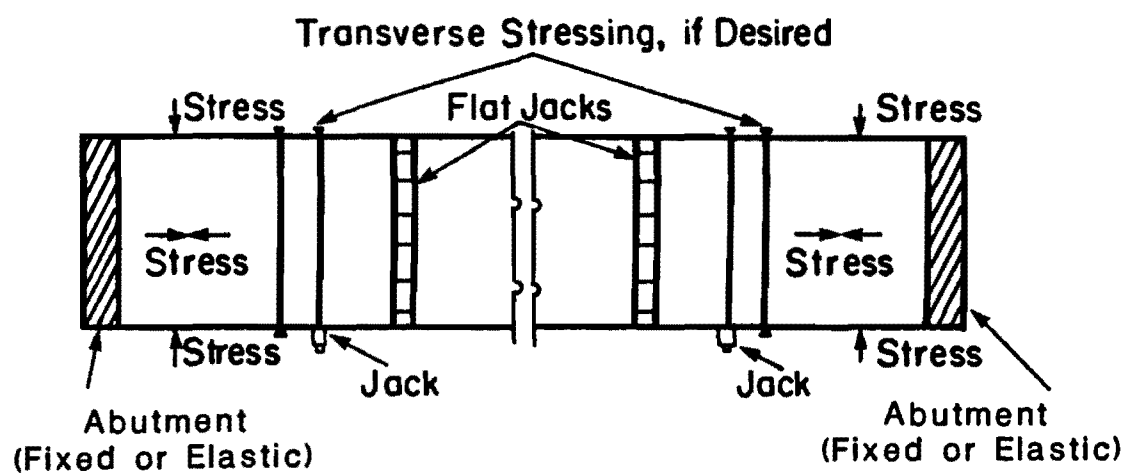 Transverse Stressing, if Desired
Stress
Flat Jacks
Stress
Stress
Stress
Stress
Jack
Jack
Stress
Abutment
(Fixed or Elastic)
Abutment
(Fixed or Elastic)